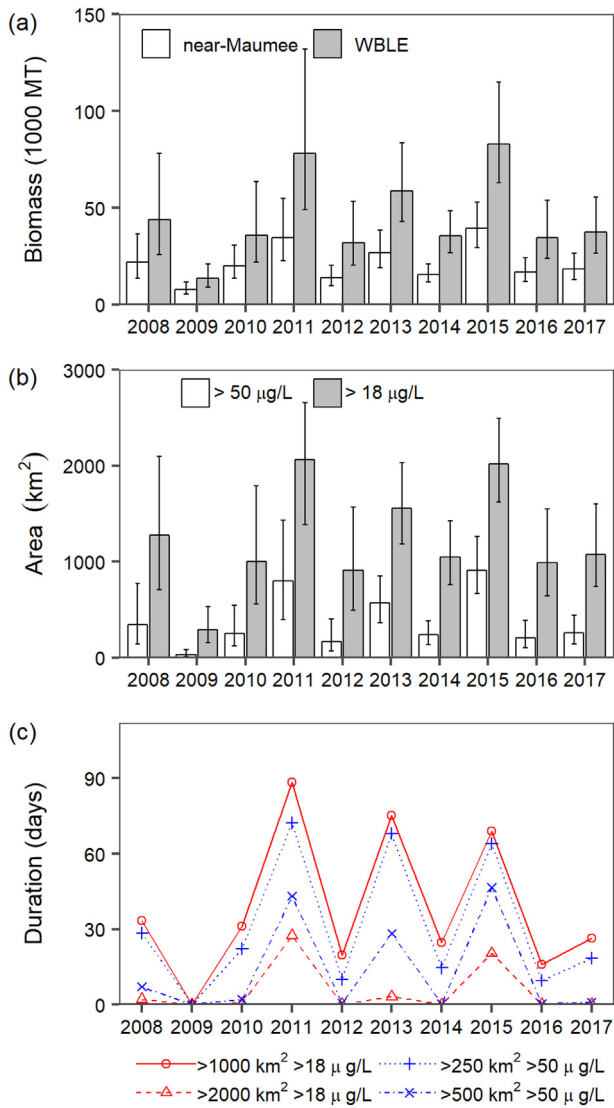 (a)
near-Maumee WBLE
Biomass (1000 MT)
150
100
50
0
2008 2009 2010 2011 2012 2013 2014 2015 2016 2017
(b)
> 50 μg/L > 18 μg/L
Area (km²)
3000
2000
1000
0
2008 2009 2010 2011 2012 2013 2014 2015 2016 2017
(c)
Duration (days)
90
60
30
0
2008 2009 2010 2011 2012 2013 2014 2015 2016 2017
>1000 km² >18 μ g/L >250 km² >50 μ g/L
>2000 km² >18 μ g/L >500 km² >50 μ g/L